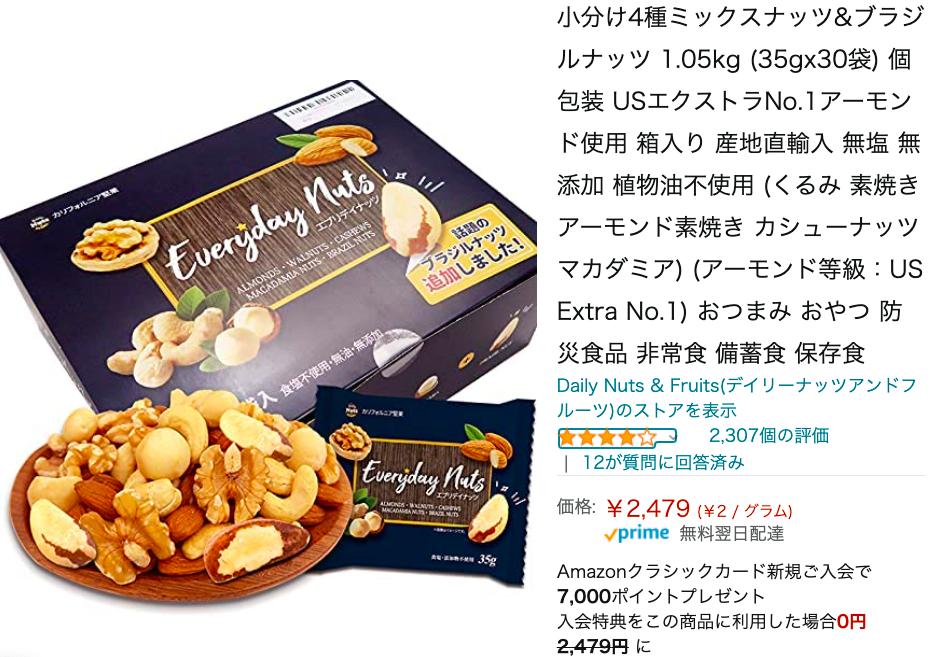 カリフォルニア堅果
Everyday Nuts
エブリデイナッツ
ALMONDS・WALNUTS・CASHEWS
MACADAMIA NUTS・BRAZIL NUTS
話題の
ブラジルナッツ
追加しました!
食塩不使用・無油・無添加
カリフォルニア堅果
Everyday Nuts
エブリデイナッツ
ALMONDS・WALNUTS・CASHEWS
MACADAMIA NUTS・BRAZIL NUTS
35g
小分け4種ミックスナッツ&ブラジ
ルナッツ 1.05kg (35gx30袋) 個
包装 USエクストラNo.1アーモン
ド使用 箱入り 産地直輸入 無塩 無
添加 植物油不使用 (くるみ 素焼き
アーモンド素焼き カシューナッツ
マカダミア) (アーモンド等級：US
Extra No.1) おつまみ おやつ 防
災食品 非常食 備蓄食 保存食
Daily Nuts & Fruits(デイリーナッツアンドフ
ルーツ)のストアを表示
2,307個の評価
| 12が質問に回答済み
価格: ￥2,479 (￥2 / グラム)
prime 無料翌日配達
Amazonクラシックカード新規ご入会で
7,000ポイントプレゼント
入会特典をこの商品に利用した場合0円
2,479円 に